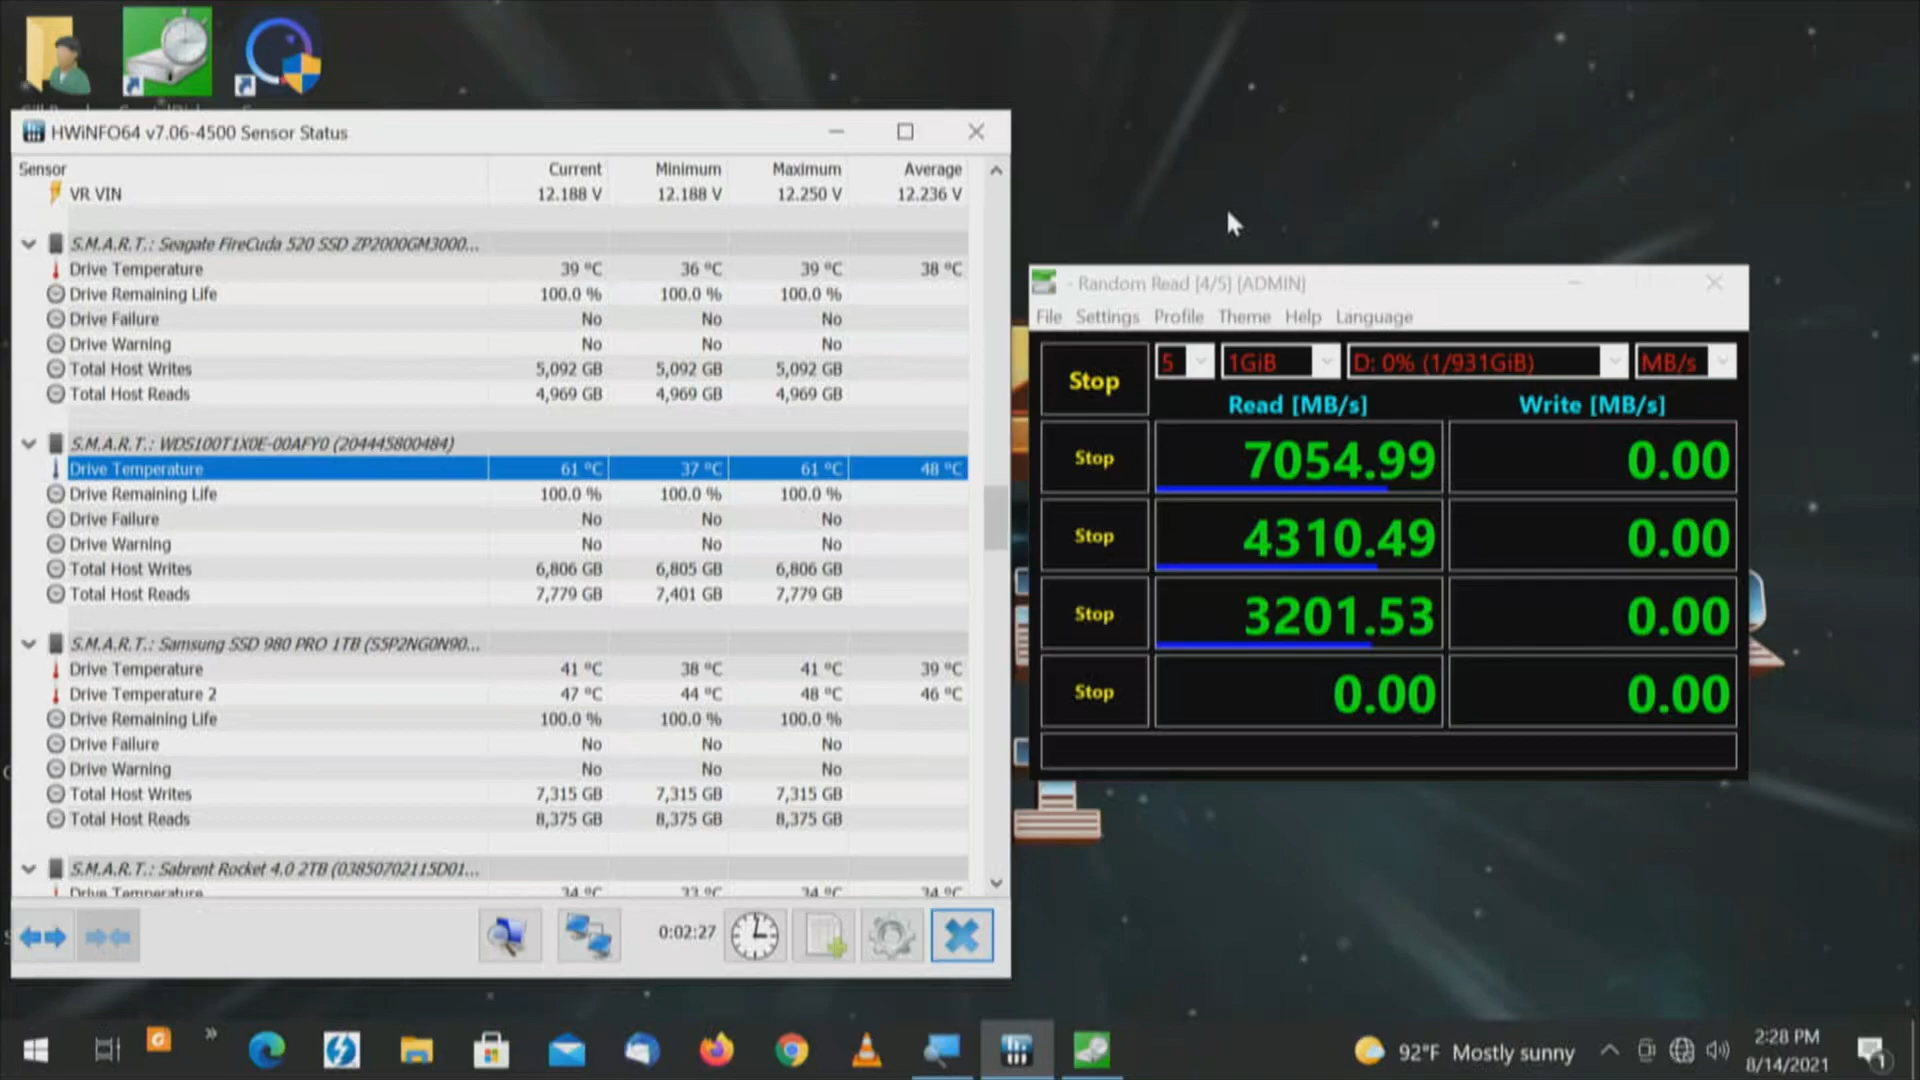 HWiNFO64 v7.06-4500 Sensor Status
Sensor Current Minimum Maximum Average
VR VIN 12.188 V 12.188 V 12.250 V 12.236 V
S.M.A.R.T.: Seagate FireCuda 520 SSD ZP2000GM3000...
Drive Temperature 39 °C 36 °C 39 °C 38 °C
Drive Remaining Life 100.0 % 100.0 % 100.0 %
Drive Failure No No No
Drive Warning No No No
Total Host Writes 5,092 GB 5,092 GB 5,092 GB
Total Host Reads 4,969 GB 4,969 GB 4,969 GB
S.M.A.R.T.: WDS100T1X0E-00AFY0 (204445800484)
Drive Temperature 61 °C 37 °C 61 °C 48 °C
Drive Remaining Life 100.0 % 100.0 % 100.0 %
Drive Failure No No No
Drive Warning No No No
Total Host Writes 6,806 GB 6,805 GB 6,806 GB
Total Host Reads 7,779 GB 7,401 GB 7,779 GB
S.M.A.R.T.: Samsung SSD 980 PRO 1TB (S5P2NG0N90...
Drive Temperature 41 °C 38 °C 41 °C 39 °C
Drive Temperature 2 47 °C 44 °C 48 °C 46 °C
Drive Remaining Life 100.0 % 100.0 % 100.0 %
Drive Failure No No No
Drive Warning No No No
Total Host Writes 7,315 GB 7,315 GB 7,315 GB
Total Host Reads 8,375 GB 8,375 GB 8,375 GB
S.M.A.R.T.: Sabrent Rocket 4.0 2TB (03850702115D01...
Drive Temperature 34 °C 33 °C 34 °C 34 °C
0:02:27
- Random Read [4/5] (ADMIN)
File Settings Profile Theme Help Language
Stop 5 1GiB D: 0% (1/931GiB) MB/s
Read [MB/s] Write [MB/s]
Stop 7054.99 0.00
Stop 4310.49 0.00
Stop 3201.53 0.00
Stop 0.00 0.00
92°F Mostly sunny
2:28 PM
8/14/2021
1